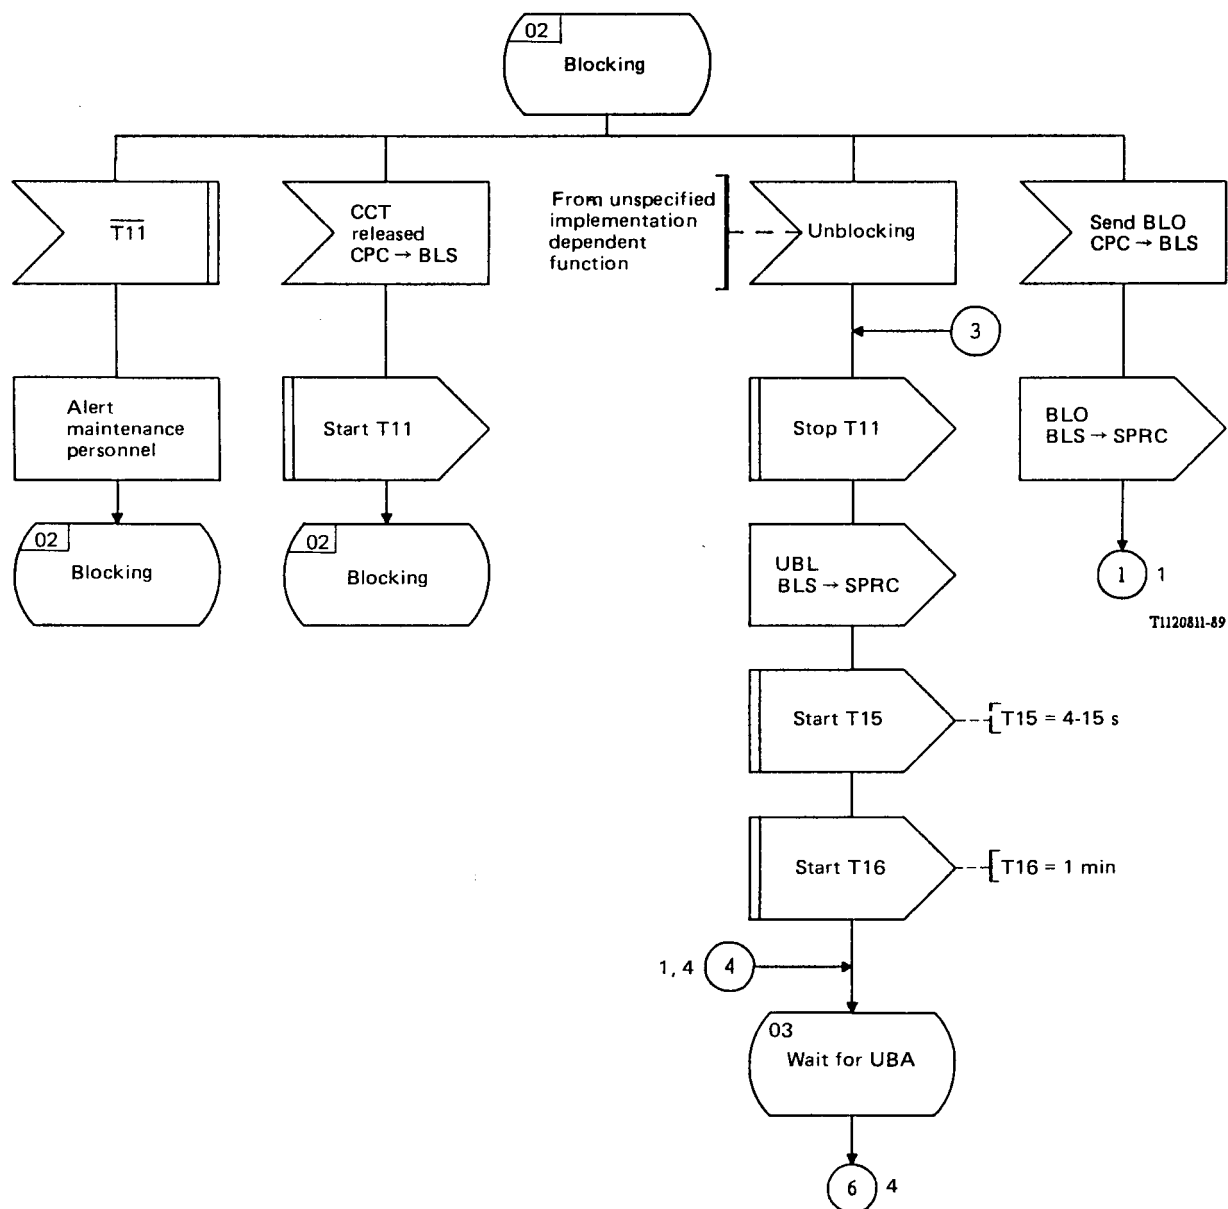 02
Blocking
T11
CCT
released
CPC → BLS
From unspecified
implementation
dependent
function
Unblocking
Send BLO
CPC → BLS
3
Alert
maintenance
personnel
Start T11
Stop T11
BLO
BLS → SPRC
02
Blocking
02
Blocking
UBL
BLS → SPRC
1
1
T1120811-89
Start T15
T15 = 4-15 s
Start T16
T16 = 1 min
1, 4
4
03
Wait for UBA
6
4